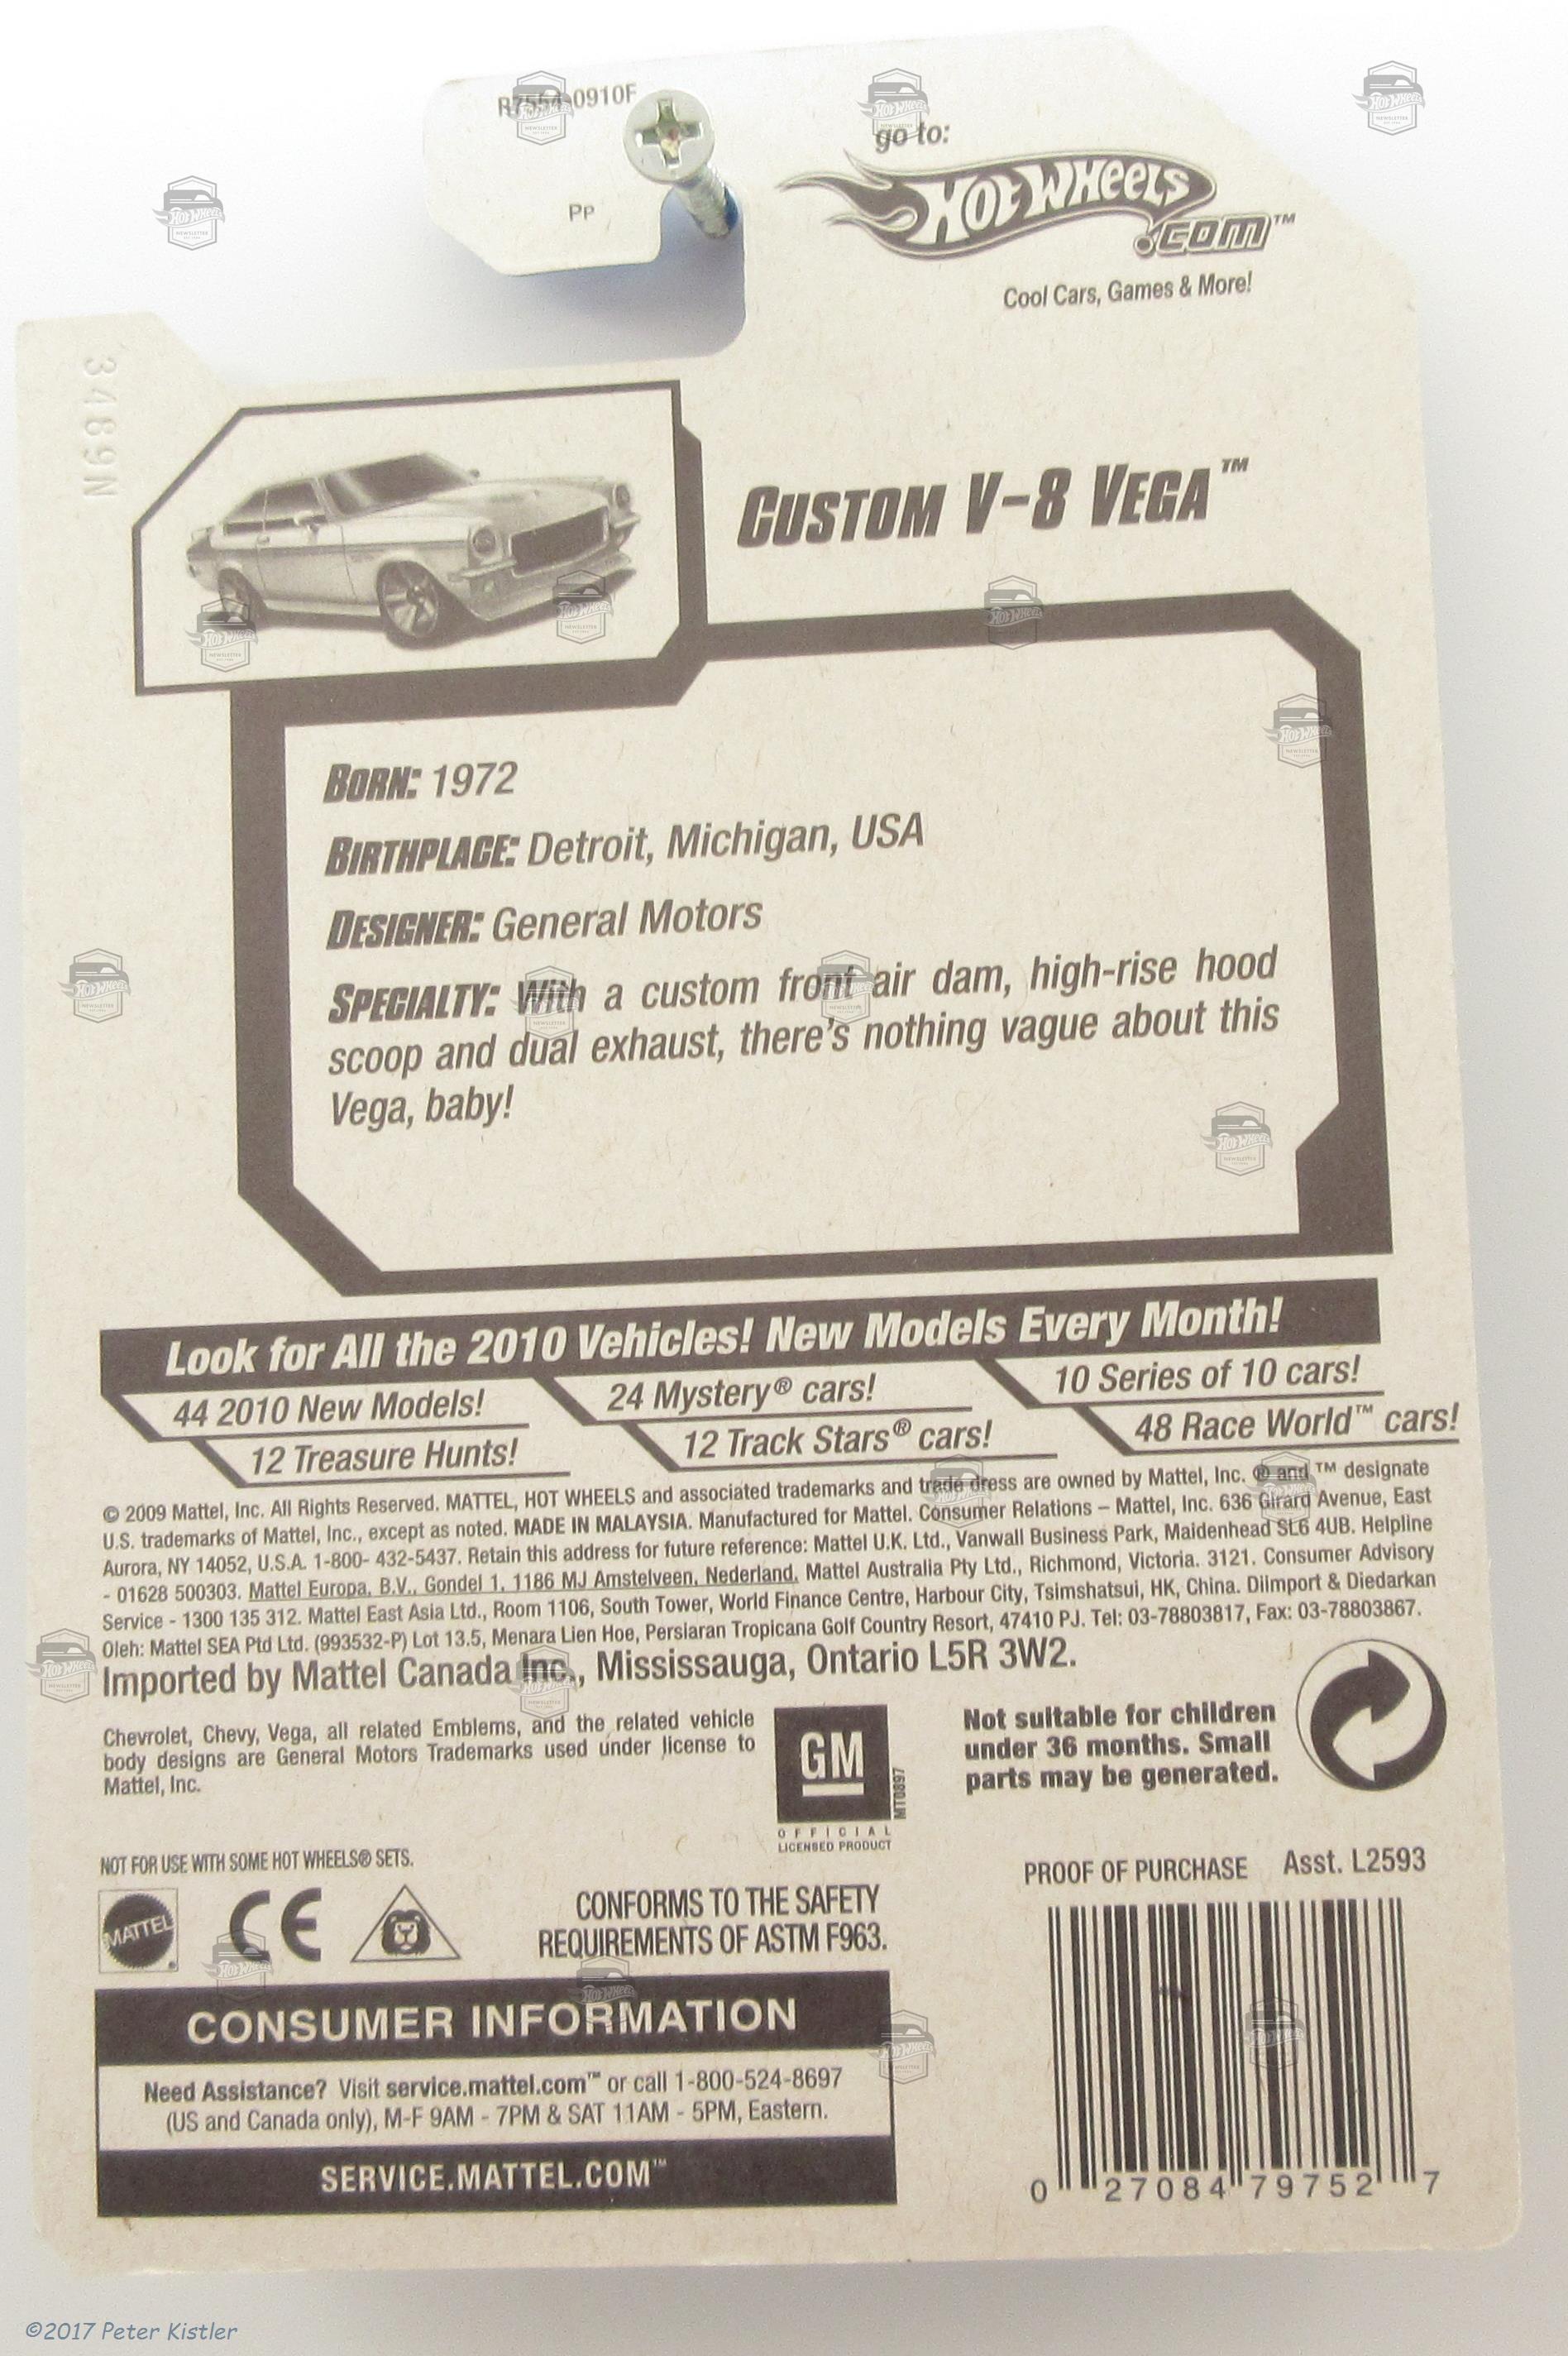 R7554-0910F
Pp
go to:
HOT WHEELS
.COM™
Cool Cars, Games & More!
3489N
CUSTOM V-8 VEGA™
BORN: 1972
BIRTHPLACE: Detroit, Michigan, USA
DESIGNER: General Motors
SPECIALTY: With a custom front air dam, high-rise hood
scoop and dual exhaust, there's nothing vague about this
Vega, baby!
Look for All the 2010 Vehicles! New Models Every Month!
44 2010 New Models!
24 Mystery® cars!
10 Series of 10 cars!
12 Treasure Hunts!
12 Track Stars® cars!
48 Race World™ cars!
© 2009 Mattel, Inc. All Rights Reserved. MATTEL, HOT WHEELS and associated trademarks and trade dress are owned by Mattel, Inc. ® and ™ designate
U.S. trademarks of Mattel, Inc., except as noted. MADE IN MALAYSIA. Manufactured for Mattel. Consumer Relations – Mattel, Inc. 636 Girard Avenue, East
Aurora, NY 14052, U.S.A. 1-800- 432-5437. Retain this address for future reference: Mattel U.K. Ltd., Vanwall Business Park, Maidenhead SL6 4UB. Helpline
- 01628 500303. Mattel Europa, B.V., Gondel 1, 1186 MJ Amstelveen, Nederland. Mattel Australia Pty Ltd., Richmond, Victoria. 3121. Consumer Advisory
Service - 1300 135 312. Mattel East Asia Ltd., Room 1106, South Tower, World Finance Centre, Harbour City, Tsimshatsui, HK, China. Diimport & Diedarkan
Oleh: Mattel SEA Ptd Ltd. (993532-P) Lot 13.5, Menara Lien Hoe, Persiaran Tropicana Golf Country Resort, 47410 PJ. Tel: 03-78803817, Fax: 03-78803867.
Imported by Mattel Canada Inc., Mississauga, Ontario L5R 3W2.
Chevrolet, Chevy, Vega, all related Emblems, and the related vehicle
body designs are General Motors Trademarks used under license to
Mattel, Inc.
GM
MT0897
OFFICIAL
LICENSED PRODUCT
Not suitable for children
under 36 months. Small
parts may be generated.
NOT FOR USE WITH SOME HOT WHEELS® SETS.
MATTEL
CE
CONFORMS TO THE SAFETY
REQUIREMENTS OF ASTM F963.
PROOF OF PURCHASE Asst. L2593
CONSUMER INFORMATION
Need Assistance? Visit service.mattel.com™ or call 1-800-524-8697
(US and Canada only), M-F 9AM - 7PM & SAT 11AM - 5PM, Eastern.
SERVICE.MATTEL.COM™
0 27084 79752 7
©2017 Peter Kistler